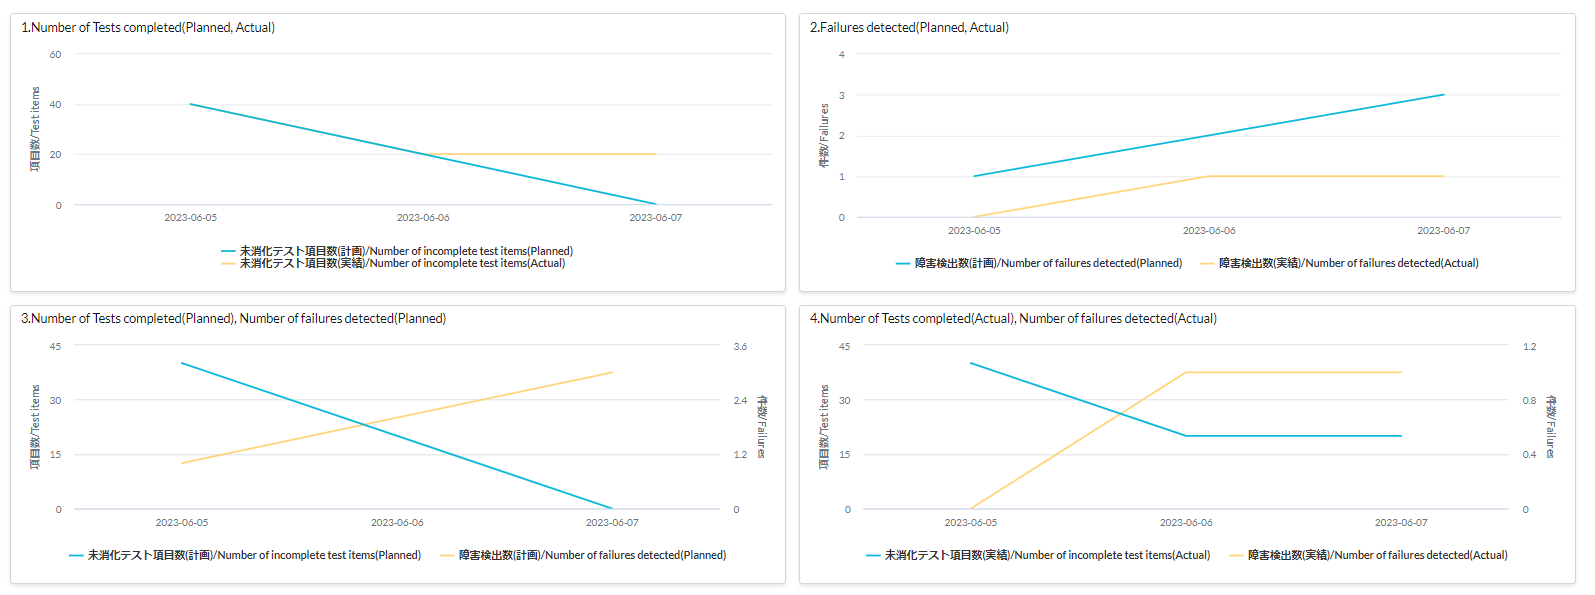 1.Number of Tests completed(Planned, Actual)
60
40
20
0
項目数/Test items
2023-06-05
2023-06-06
2023-06-07
未消化テスト項目数(計画)/Number of incomplete test items(Planned)
未消化テスト項目数(実結)/Number of incomplete test items(Actual)
2.Failures detected(Planned, Actual)
4
3
2
1
0
件数/Failures
2023-06-05
2023-06-06
2023-06-07
障害検出数(計画)/Number of failures detected(Planned)
障害検出数(実結)/Number of failures detected(Actual)
3.Number of Tests completed(Planned), Number of failures detected(Planned)
45
30
15
0
項目数/Test items
3.6
2.4
1.2
0
件数/Failures
2023-06-05
2023-06-06
2023-06-07
未消化テスト項目数(計画)/Number of incomplete test items(Planned)
障害検出数(計画)/Number of failures detected(Planned)
4.Number of Tests completed(Actual), Number of failures detected(Actual)
45
30
15
0
項目数/Test items
1.2
0.8
0.4
0
件数/Failures
2023-06-05
2023-06-06
2023-06-07
未消化テスト項目数(実結)/Number of incomplete test items(Actual)
障害検出数(実結)/Number of failures detected(Actual)